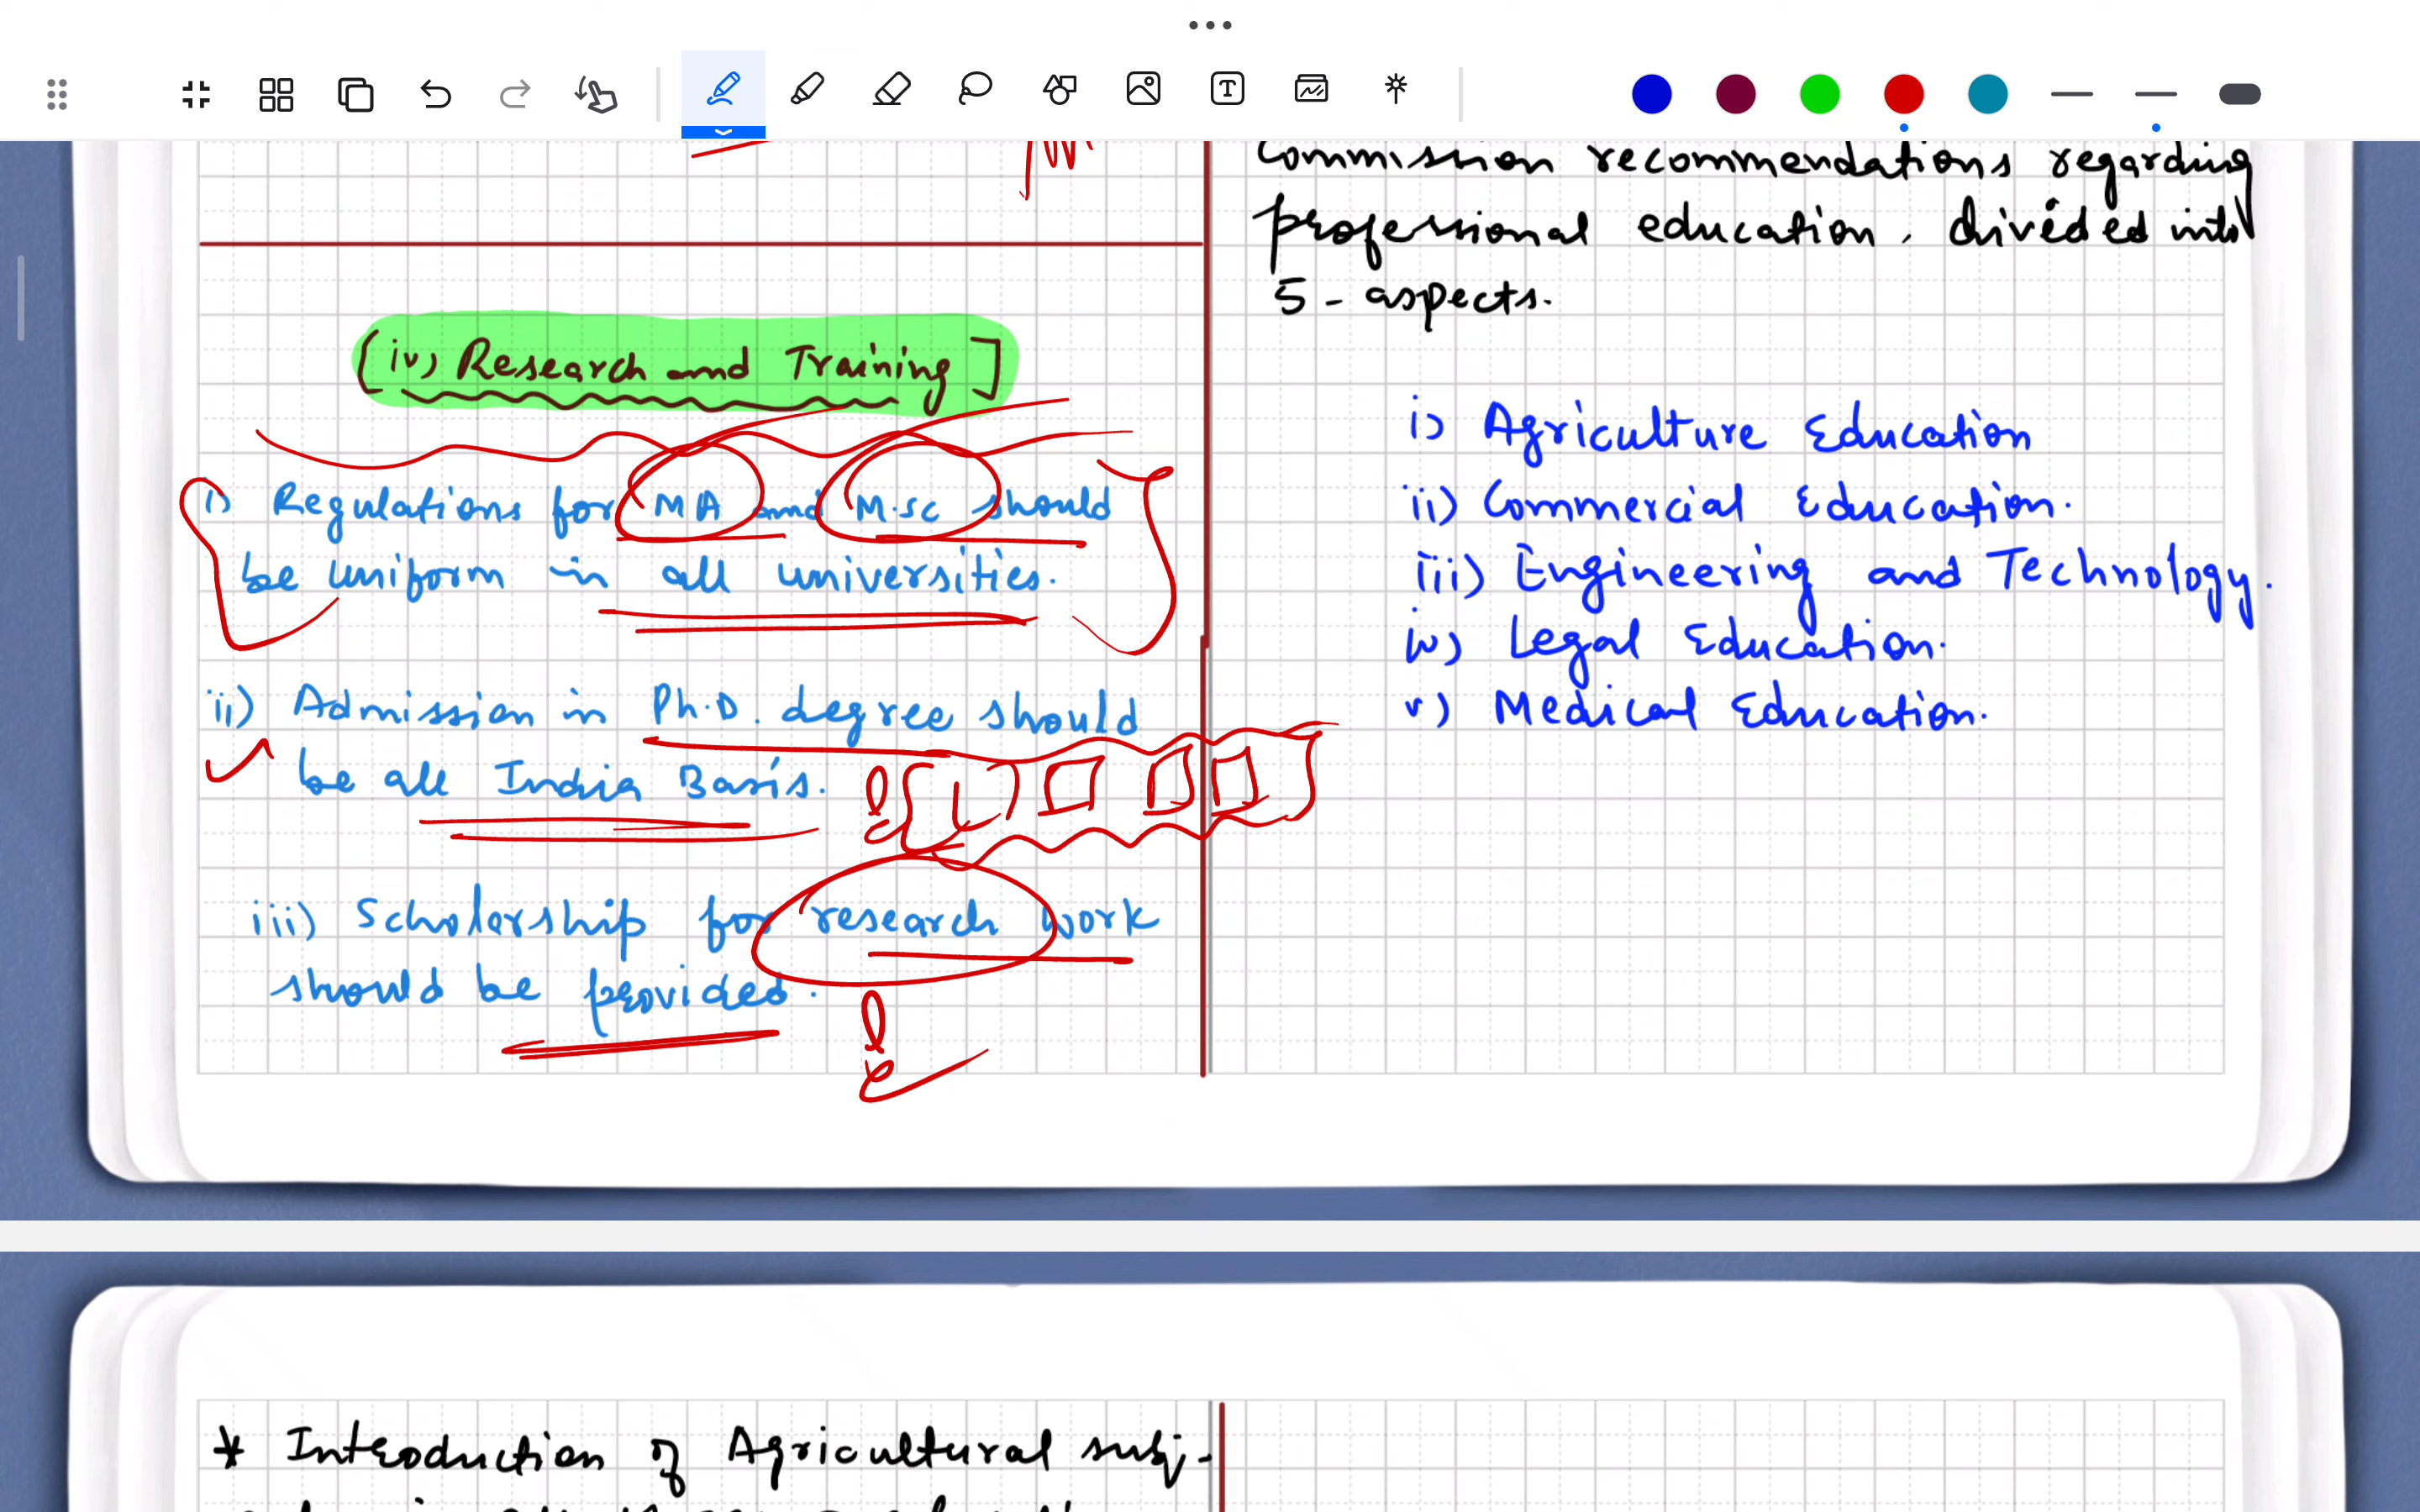 (iv) Research and Training]
i) Regulations for MA and M.sc should
be uniform in all universities.
ii) Admission in Ph.D. degree should
be all India Basis.
iii) Scholarship for research work
should be provided.
Commission recommendations regarding
professional education, divided into
5 - aspects.
i) Agriculture Education
ii) Commercial Education.
iii) Engineering and Technology.
iv) Legal Education.
v) Medical Education.
* Introduction of Agricultural subj-